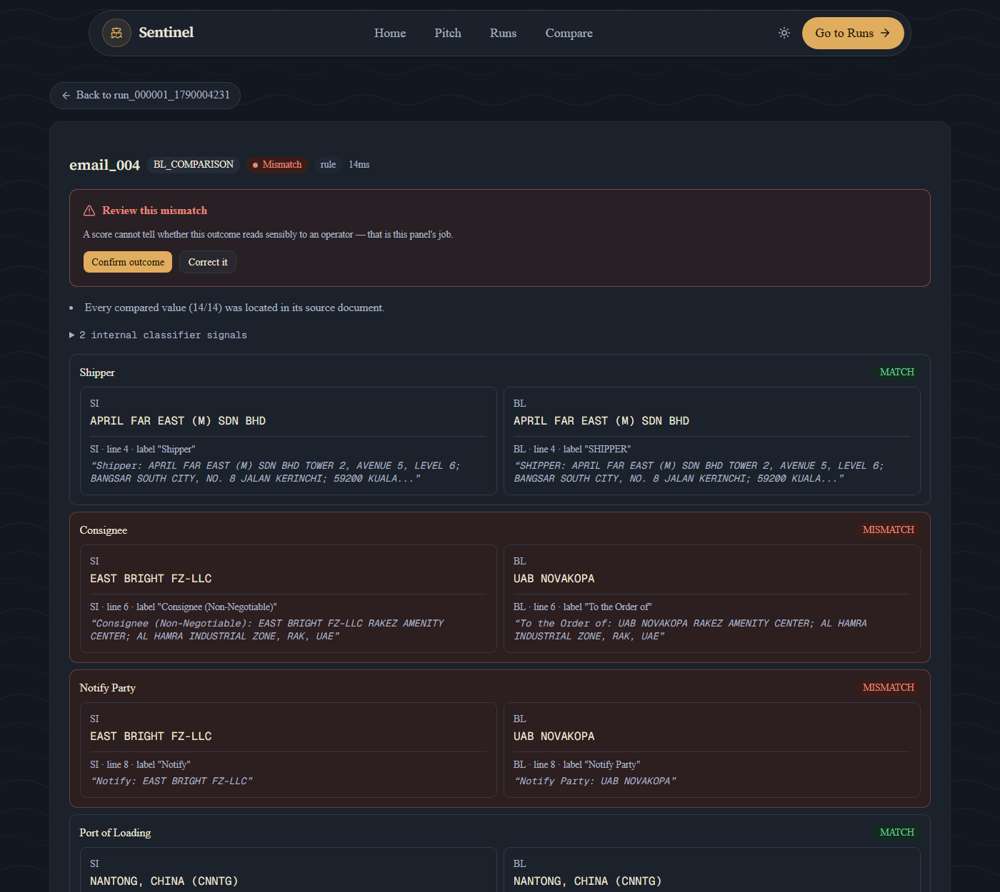 Sentinel
Home
Pitch
Runs
Compare
Go to Runs →
← Back to run_000001_1790004231
email_004
BL_COMPARISON
Mismatch
rule
14ms
Review this mismatch
A score cannot tell whether this outcome reads sensibly to an operator — that is this panel's job.
Confirm outcome
Correct it
• Every compared value (14/14) was located in its source document.
▶ 2 internal classifier signals
Shipper
MATCH
SI
APRIL FAR EAST (M) SDN BHD
SI · line 4 · label "Shipper"
“Shipper: APRIL FAR EAST (M) SDN BHD TOWER 2, AVENUE 5, LEVEL 6;
BANGSAR SOUTH CITY, NO. 8 JALAN KERINCHI; 59200 KUALA...”
BL
APRIL FAR EAST (M) SDN BHD
BL · line 4 · label "SHIPPER"
“SHIPPER: APRIL FAR EAST (M) SDN BHD TOWER 2, AVENUE 5, LEVEL 6;
BANGSAR SOUTH CITY, NO. 8 JALAN KERINCHI; 59200 KUALA...”
Consignee
MISMATCH
SI
EAST BRIGHT FZ-LLC
SI · line 6 · label "Consignee (Non-Negotiable)"
“Consignee (Non-Negotiable): EAST BRIGHT FZ-LLC RAKEZ AMENITY
CENTER; AL HAMRA INDUSTRIAL ZONE, RAK, UAE”
BL
UAB NOVAKOPA
BL · line 6 · label "To the Order of"
“To the Order of: UAB NOVAKOPA RAKEZ AMENITY CENTER; AL HAMRA
INDUSTRIAL ZONE, RAK, UAE”
Notify Party
MISMATCH
SI
EAST BRIGHT FZ-LLC
SI · line 8 · label "Notify"
“Notify: EAST BRIGHT FZ-LLC”
BL
UAB NOVAKOPA
BL · line 8 · label "Notify Party"
“Notify Party: UAB NOVAKOPA”
Port of Loading
MATCH
SI
NANTONG, CHINA (CNNTG)
BL
NANTONG, CHINA (CNNTG)